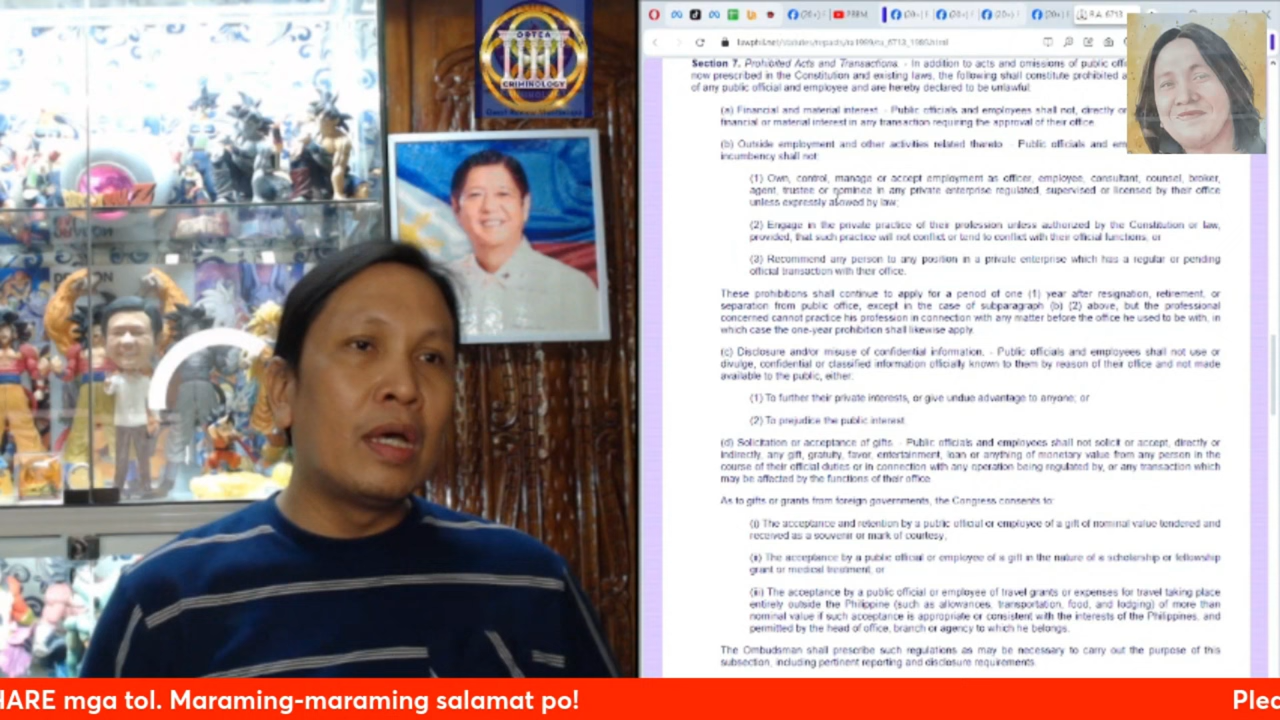 CRIMINOLOGY
R.A. 6713
Section 7. Prohibited Acts and Transactions. - In addition to acts and omissions of public
now prescribed in the Constitution and existing laws, the following shall constitute prohibited
of any public official and employee and are hereby declared to be unlawful:
(a) Financial and material interest. - Public officials and employees shall not, directly or
financial or material interest in any transaction requiring the approval of their office.
(b) Outside employment and other activities related thereto. - Public officials and
incumbency shall not:
(1) Own, control, manage or accept employment as officer, employee, consultant, counsel, broker,
agent, trustee or nominee in any private enterprise regulated, supervised or licensed by their office
unless expressly allowed by law;
(2) Engage in the private practice of their profession unless authorized by the Constitution or law,
provided, that such practice will not conflict or tend to conflict with their official functions; or
(3) Recommend any person to any position in a private enterprise which has a regular or pending
official transaction with their office.
These prohibitions shall continue to apply for a period of one (1) year after resignation, retirement, or
separation from public office, except in the case of subparagraph (b) (2) above, but the professional
concerned cannot practice his profession in connection with any matter before the office he used to be with, in
which case the one-year prohibition shall likewise apply.
(c) Disclosure and/or misuse of confidential information. - Public officials and employees shall not use or
divulge, confidential or classified information officially known to them by reason of their office and not made
available to the public, either:
(1) To further their private interests, or give undue advantage to anyone; or
(2) To prejudice the public interest.
(d) Solicitation or acceptance of gifts. - Public officials and employees shall not solicit or accept, directly or
indirectly, any gift, gratuity, favor, entertainment, loan or anything of monetary value from any person in the
course of their official duties or in connection with any operation being regulated by, or any transaction which
may be affected by the functions of their office.
As to gifts or grants from foreign governments, the Congress consents to:
(i) The acceptance and retention by a public official or employee of a gift of nominal value tendered and
received as a souvenir or mark of courtesy;
(ii) The acceptance by a public official or employee of a gift in the nature of a scholarship or fellowship
grant or medical treatment; or
(iii) The acceptance by a public official or employee of travel grants or expenses for travel taking place
entirely outside the Philippine (such as allowances, transportation, food, and lodging) of more than
nominal value if such acceptance is appropriate or consistent with the interests of the Philippines, and
permitted by the head of office, branch or agency to which he belongs.
The Ombudsman shall prescribe such regulations as may be necessary to carry out the purpose of this
subsection, including pertinent reporting and disclosure requirements.
HARE mga tol. Maraming-maraming salamat po!
Plea